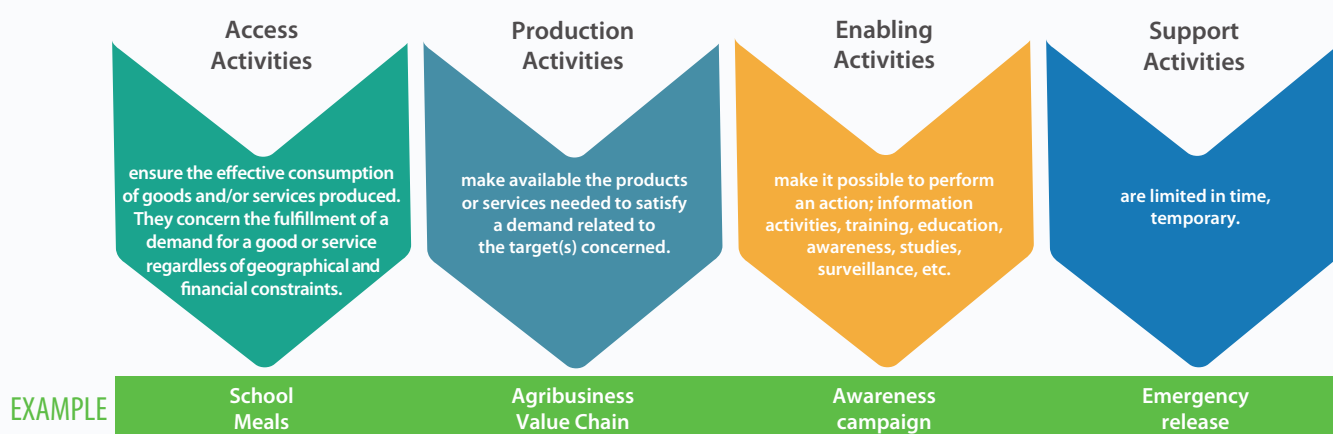 Access
Activities
ensure the effective consumption
of goods and/or services produced.
They concern the fulfillment of a
demand for a good or service
regardless of geographical and
financial constraints.
Production
Activities
make available the products
or services needed to satisfy
a demand related to
the target(s) concerned.
Enabling
Activities
make it possible to perform
an action; information
activities, training, education,
awareness, studies,
surveillance, etc.
Support
Activities
are limited in time,
temporary.
EXAMPLE
School
Meals
Agribusiness
Value Chain
Awareness
campaign
Emergency
release